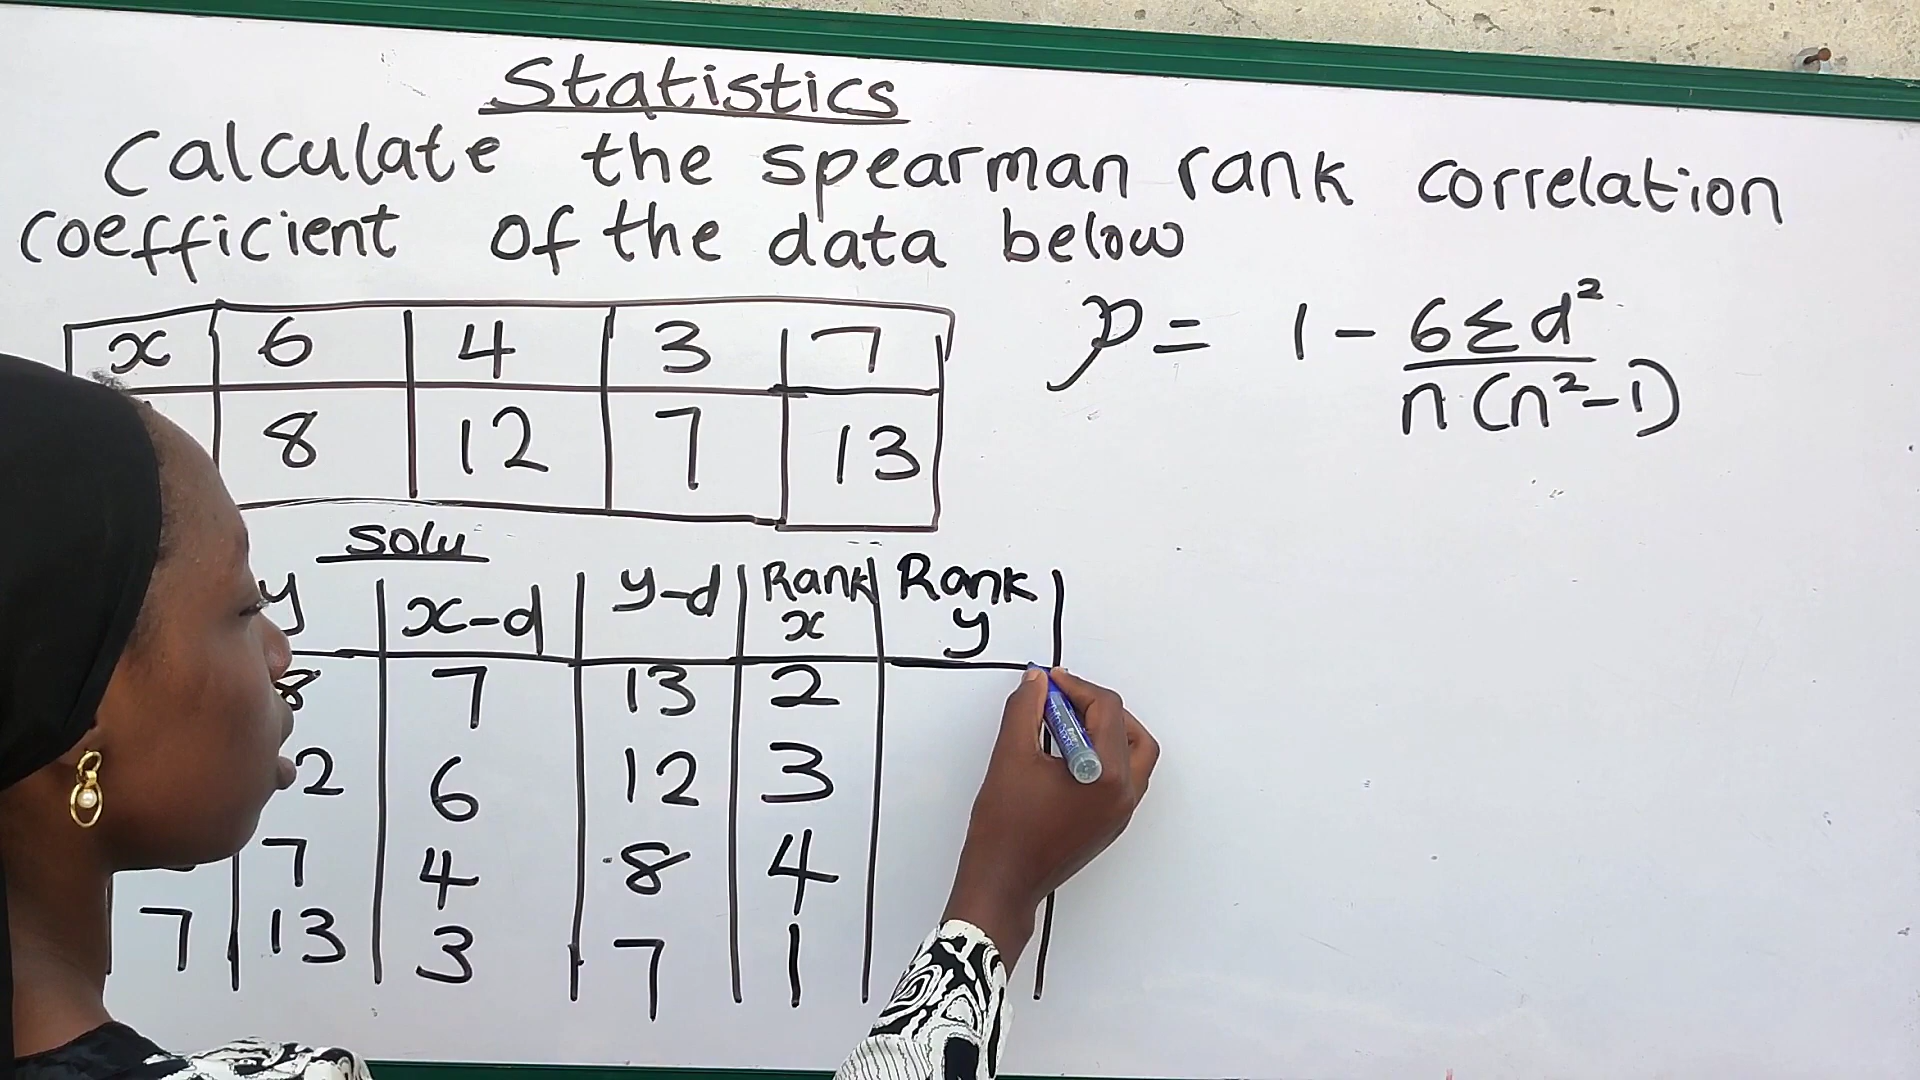 Statistics
Calculate the spearman rank correlation
coefficient of the data below
x 6 4 3 7
8 12 7 13
ρ = 1 - 6Σd² / n(n²-1)
Solu
y x-d y-d Rank x Rank y
8 7 13 2
2 6 12 3
7 4 8 4
7 13 3 7 1